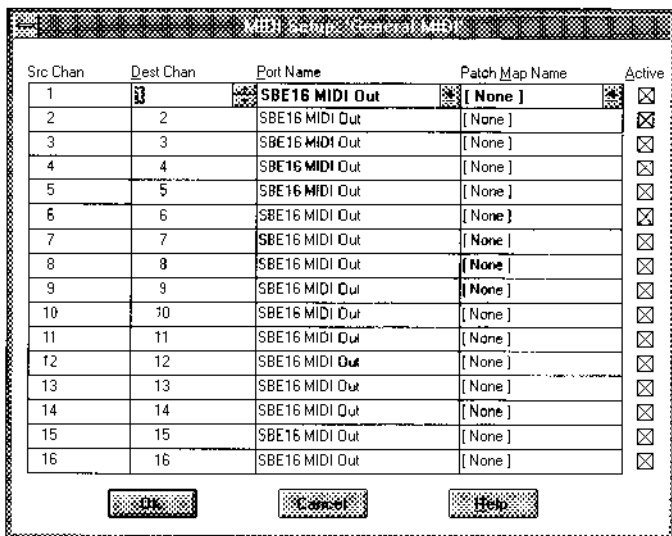 MIDI Setup: 'General MIDI'
Src Chan Dest Chan Port Name Patch Map Name Active
1 SBE16 MIDI Out [ None ]
2 2 SBE16 MIDI Out [ None ]
3 3 SBE16 MIDI Out [ None ]
4 4 SBE16 MIDI Out [ None ]
5 5 SBE16 MIDI Out [ None ]
6 6 SBE16 MIDI Out [ None ]
7 7 SBE16 MIDI Out [ None ]
8 8 SBE16 MIDI Out [ None ]
9 9 SBE16 MIDI Out [ None ]
10 10 SBE16 MIDI Out [ None ]
11 11 SBE16 MIDI Out [ None ]
12 12 SBE16 MIDI Out [ None ]
13 13 SBE16 MIDI Out [ None ]
14 14 SBE16 MIDI Out [ None ]
15 15 SBE16 MIDI Out [ None ]
16 16 SBE16 MIDI Out [ None ]
Ok Cancel Help